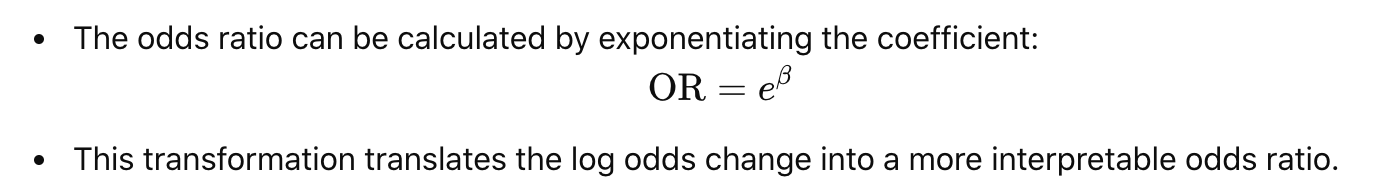 • The odds ratio can be calculated by exponentiating the coefficient:
OR = e^β
• This transformation translates the log odds change into a more interpretable odds ratio.